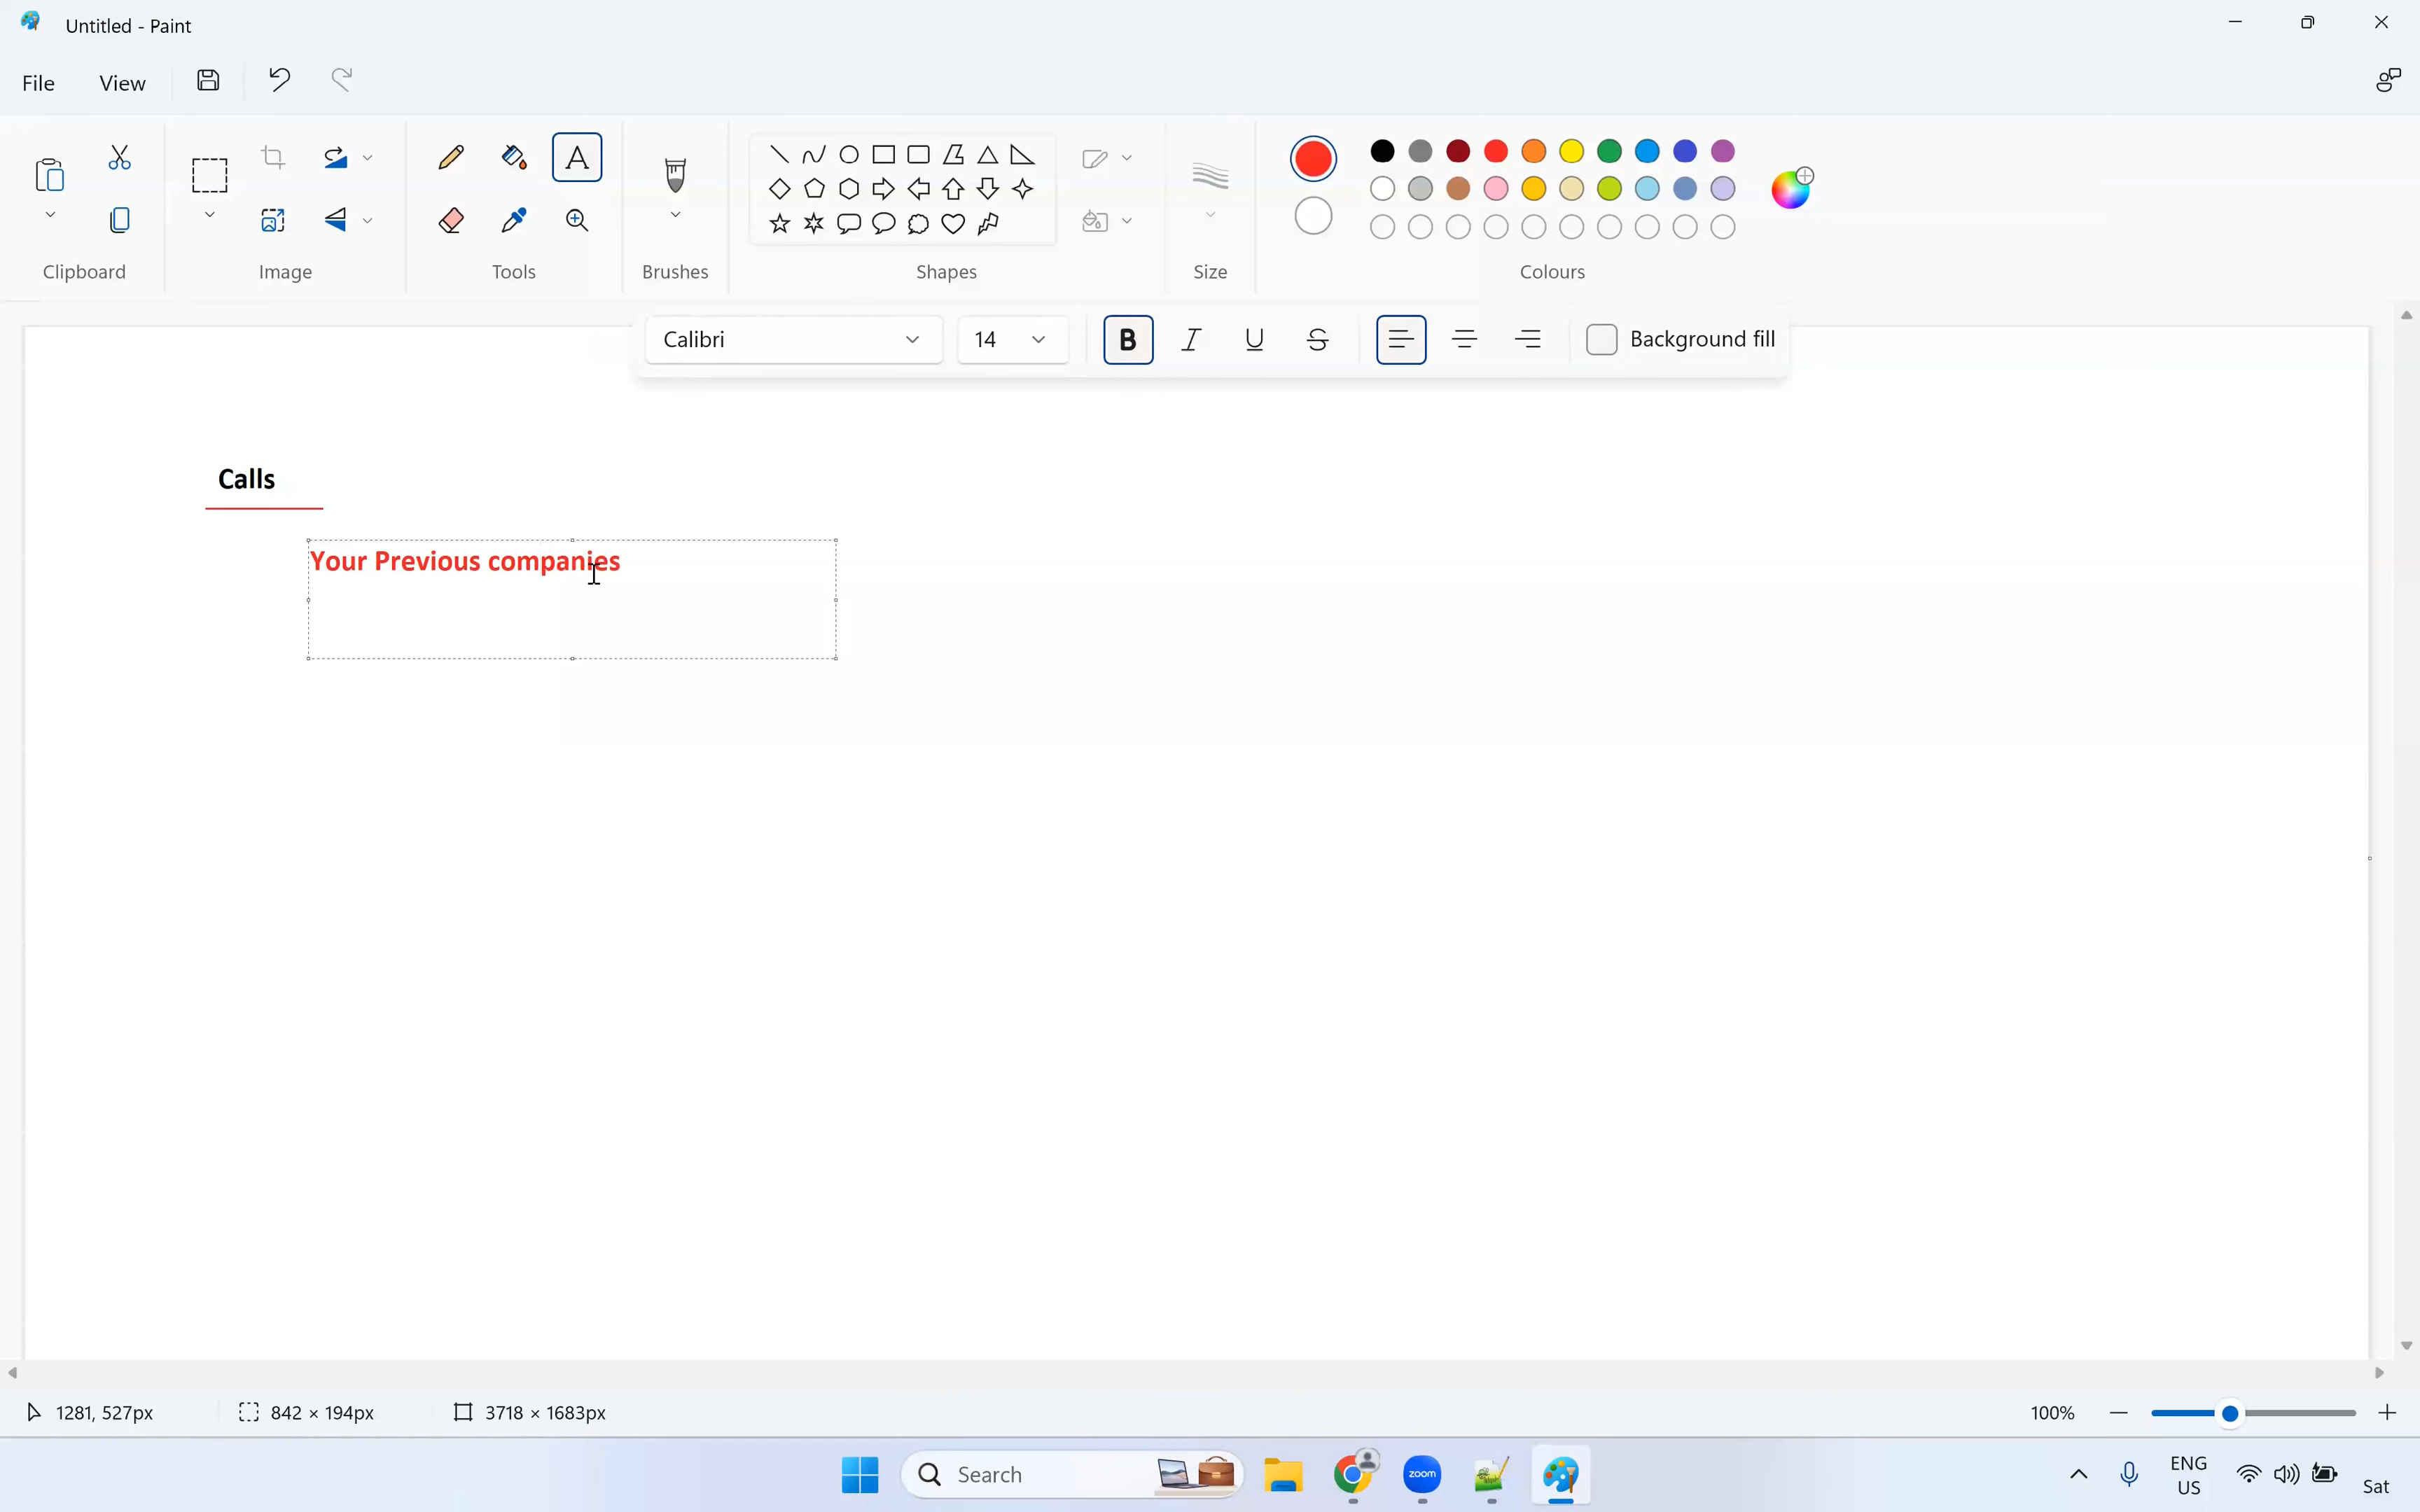 Untitled - Paint
File View
Clipboard
Image
Tools
Brushes
Shapes
Size
Colours
Calibri 14 B I U S Background fill
Calls
Your Previous companies
1281, 527px 842 × 194px 3718 × 1683px 100%
Search
zoom
ENG
US
Sat